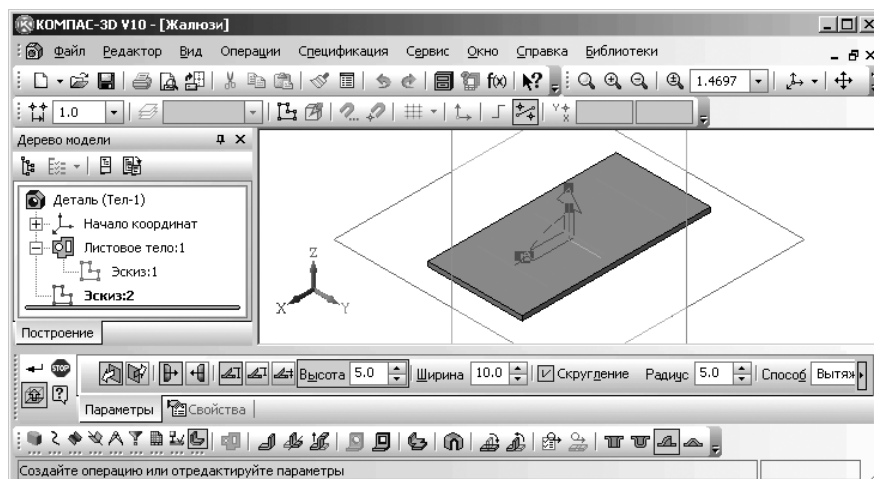 КОМПАС-3D V10 - [Жалюзи]
Файл Редактор Вид Операции Спецификация Сервис Окно Справка Библиотеки
f(x) 1.4697
1.0
Дерево модели
Деталь (Тел-1)
Начало координат
Листовое тело:1
Эскиз:1
Эскиз:2
Построение
Z
X Y
STOP Высота 5.0 Ширина 10.0 Скругление Радиус 5.0 Способ Вытяж
Параметры Свойства
Создайте операцию или отредактируйте параметры